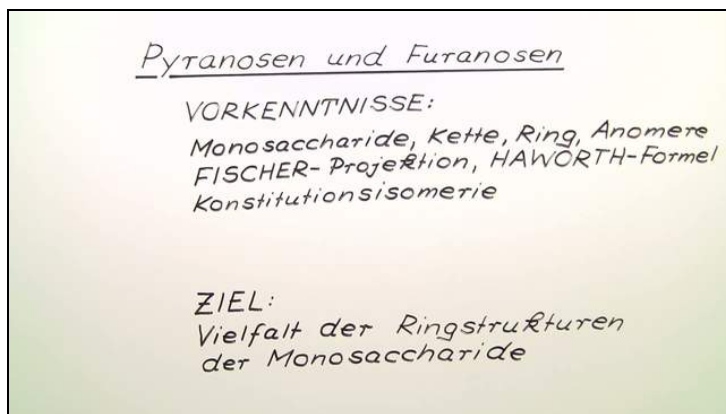 Pyranosen und Furanosen
VORKENNTNISSE:
Monosaccharide, Kette, Ring, Anomere
FISCHER-Projektion, HAWORTH-Formel
Konstitutionsisomerie
ZIEL:
Vielfalt der Ringstrukturen
der Monosaccharide